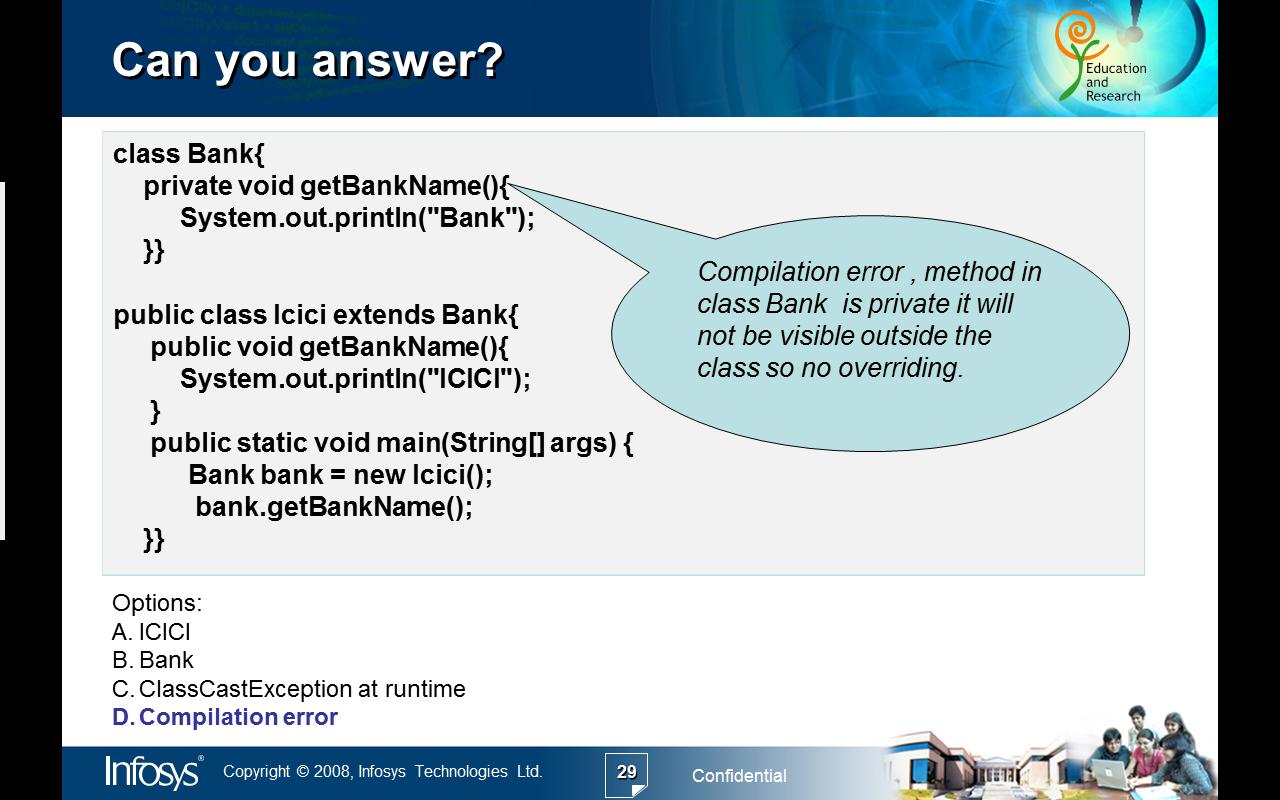 Can you answer?
Education
and
Research
class Bank{
private void getBankName(){
System.out.println("Bank");
}}
public class Icici extends Bank{
public void getBankName(){
System.out.println("ICICI");
}
public static void main(String[] args) {
Bank bank = new Icici();
bank.getBankName();
}}
Compilation error , method in
class Bank is private it will
not be visible outside the
class so no overriding.
Options:
A. ICICI
B. Bank
C. ClassCastException at runtime
D. Compilation error
Infosys®
Copyright © 2008, Infosys Technologies Ltd.
29
Confidential